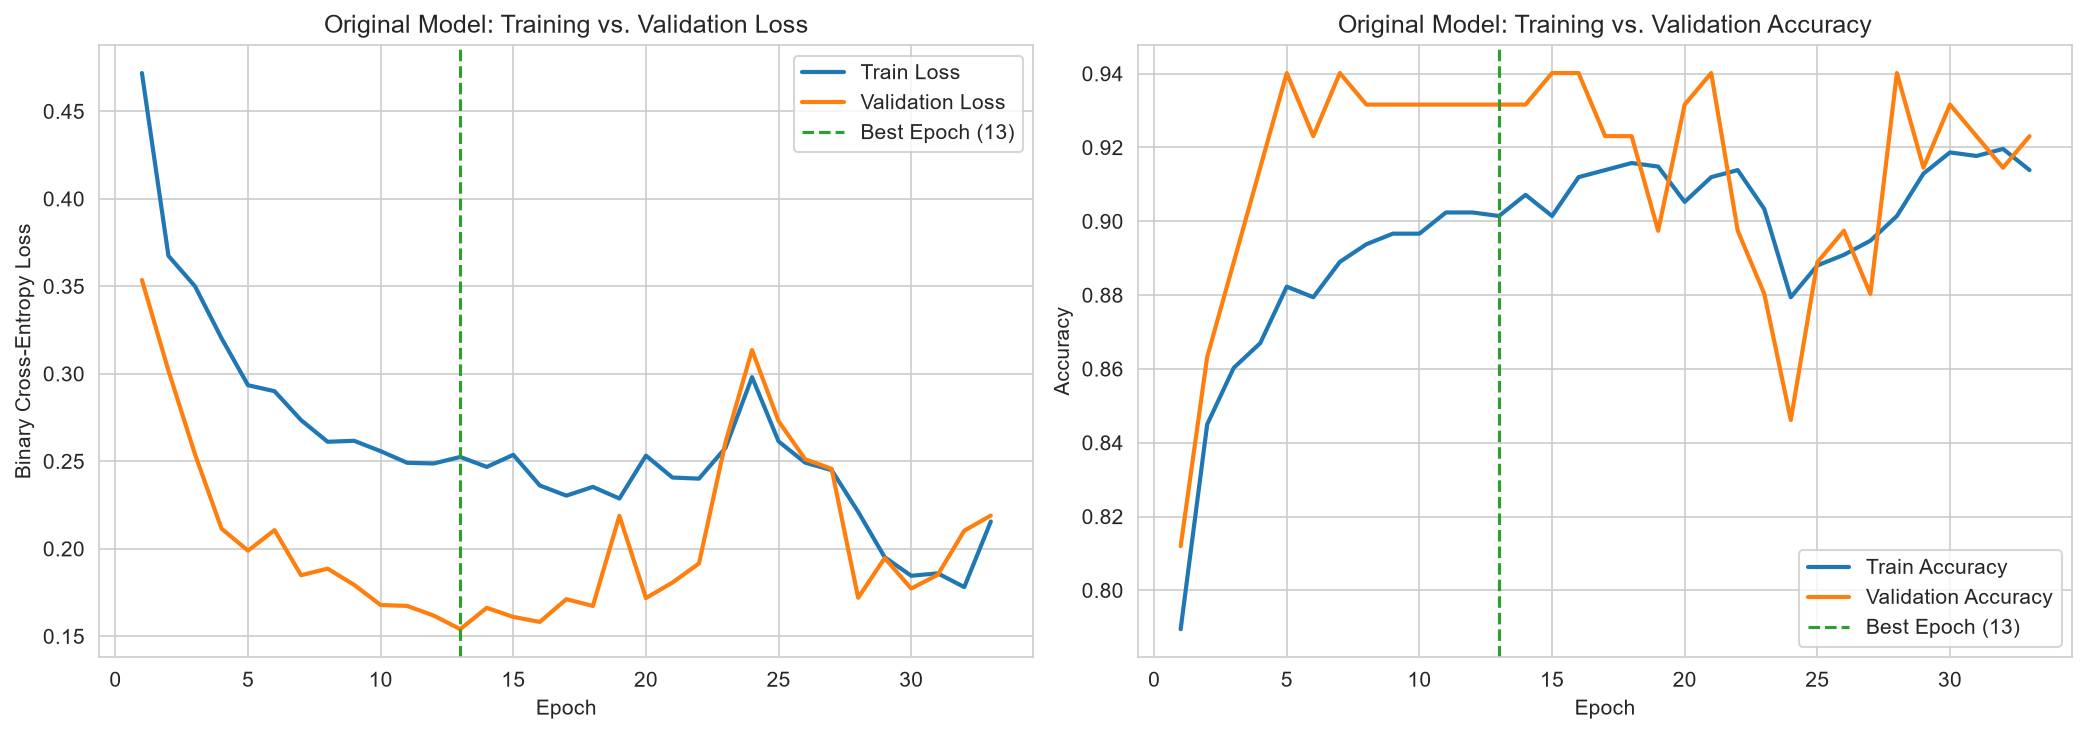 Original Model: Training vs. Validation Loss
Binary Cross-Entropy Loss
0.45
0.40
0.35
0.30
0.25
0.20
0.15
Train Loss
Validation Loss
Best Epoch (13)
0 5 10 15 20 25 30
Epoch
Original Model: Training vs. Validation Accuracy
Accuracy
0.94
0.92
0.90
0.88
0.86
0.84
0.82
0.80
Train Accuracy
Validation Accuracy
Best Epoch (13)
0 5 10 15 20 25 30
Epoch